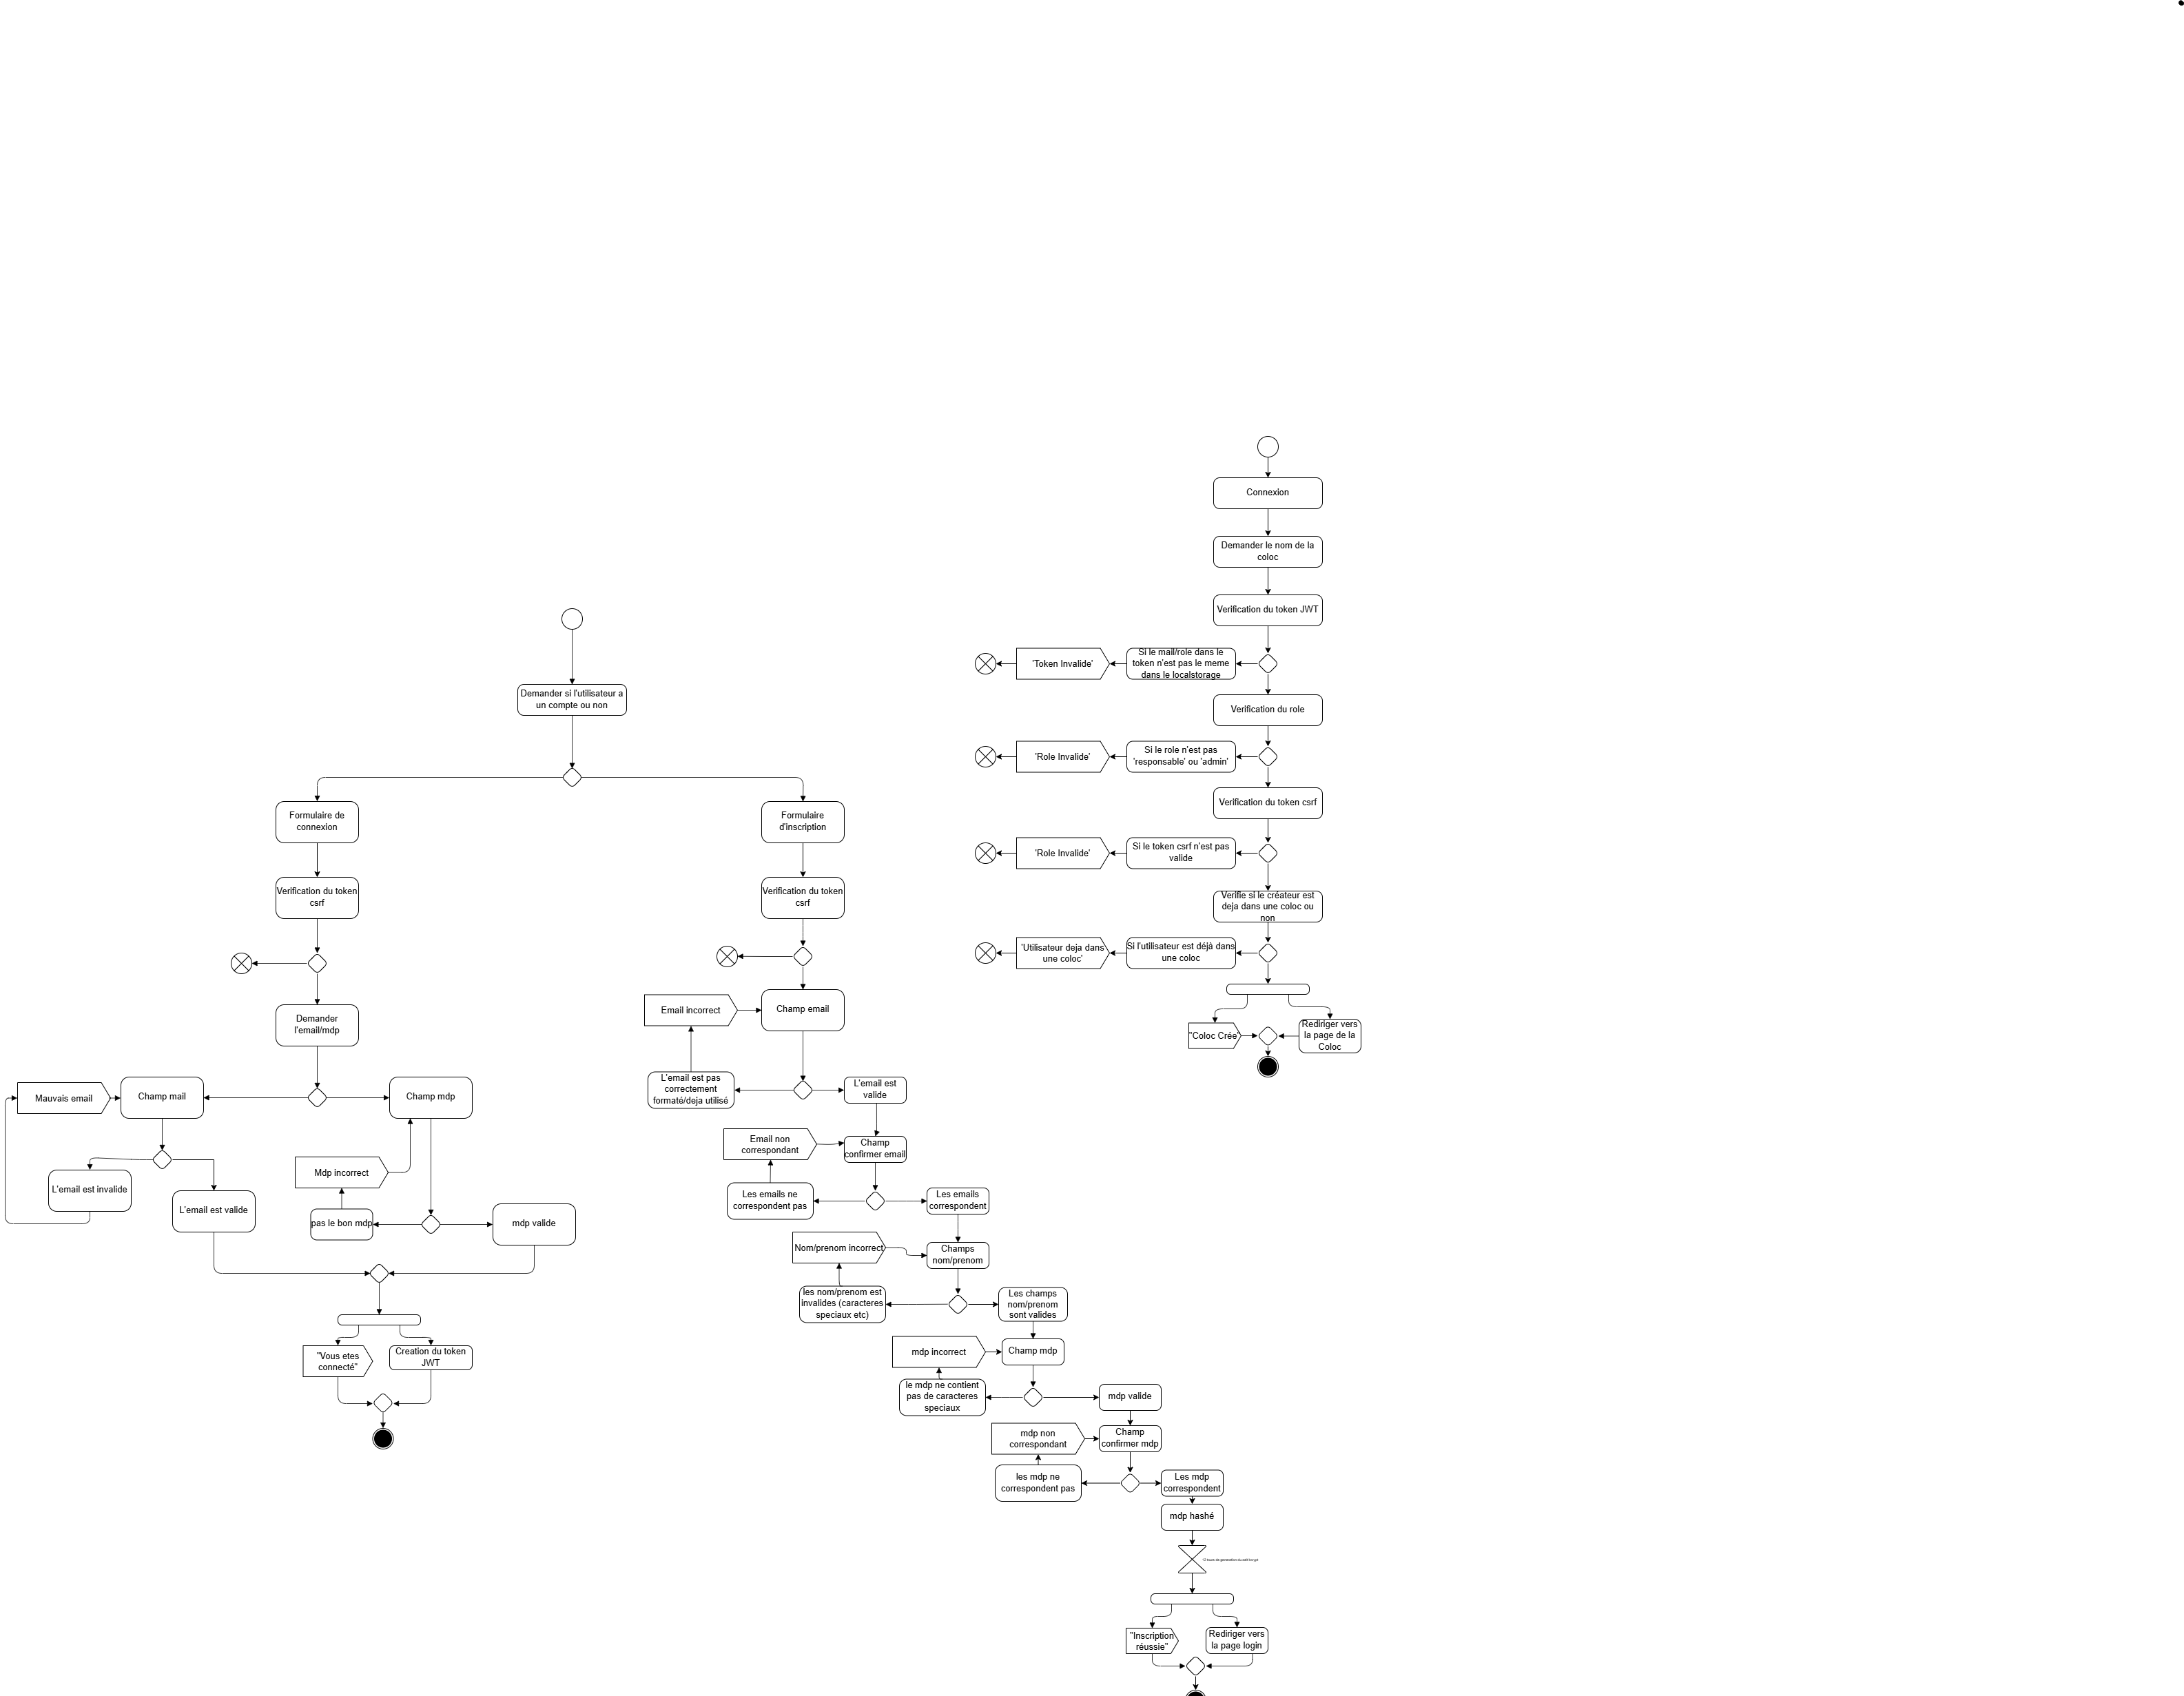 Connexion
Demander le nom de la
coloc
Verification du token JWT
Si le mail/role dans le
token n'est pas le meme
dans le localstorage
'Token Invalide'
Verification du role
Si le role n'est pas
'responsable' ou 'admin'
'Role Invalide'
Verification du token csrf
Si le token csrf n'est pas
valide
'Role Invalide'
Verifie si le créateur est
deja dans une coloc ou
non
Si l'utilisateur est déjà dans
une coloc
'Utilisateur deja dans
une coloc'
"Coloc Crée"
Rediriger vers
la page de la
Coloc
Demander si l'utilisateur a
un compte ou non
Formulaire de
connexion
Verification du token
csrf
Demander
l'email/mdp
Mauvais email
Champ mail
Champ mdp
L'email est invalide
L'email est valide
Mdp incorrect
pas le bon mdp
mdp valide
"Vous etes
connecté"
Creation du token
JWT
Formulaire
d'inscription
Verification du token
csrf
Email incorrect
Champ email
L'email est pas
correctement
formaté/deja utilisé
L'email est
valide
Email non
correspondant
Champ
confirmer email
Les emails ne
correspondent pas
Les emails
correspondent
Nom/prenom incorrect
Champs
nom/prenom
les nom/prenom est
invalides (caracteres
speciaux etc)
Les champs
nom/prenom
sont valides
mdp incorrect
Champ mdp
le mdp ne contient
pas de caracteres
speciaux
mdp valide
mdp non
correspondant
Champ
confirmer mdp
les mdp ne
correspondent pas
Les mdp
correspondent
mdp hashé
"Inscription
réussie"
Rediriger vers
la page login